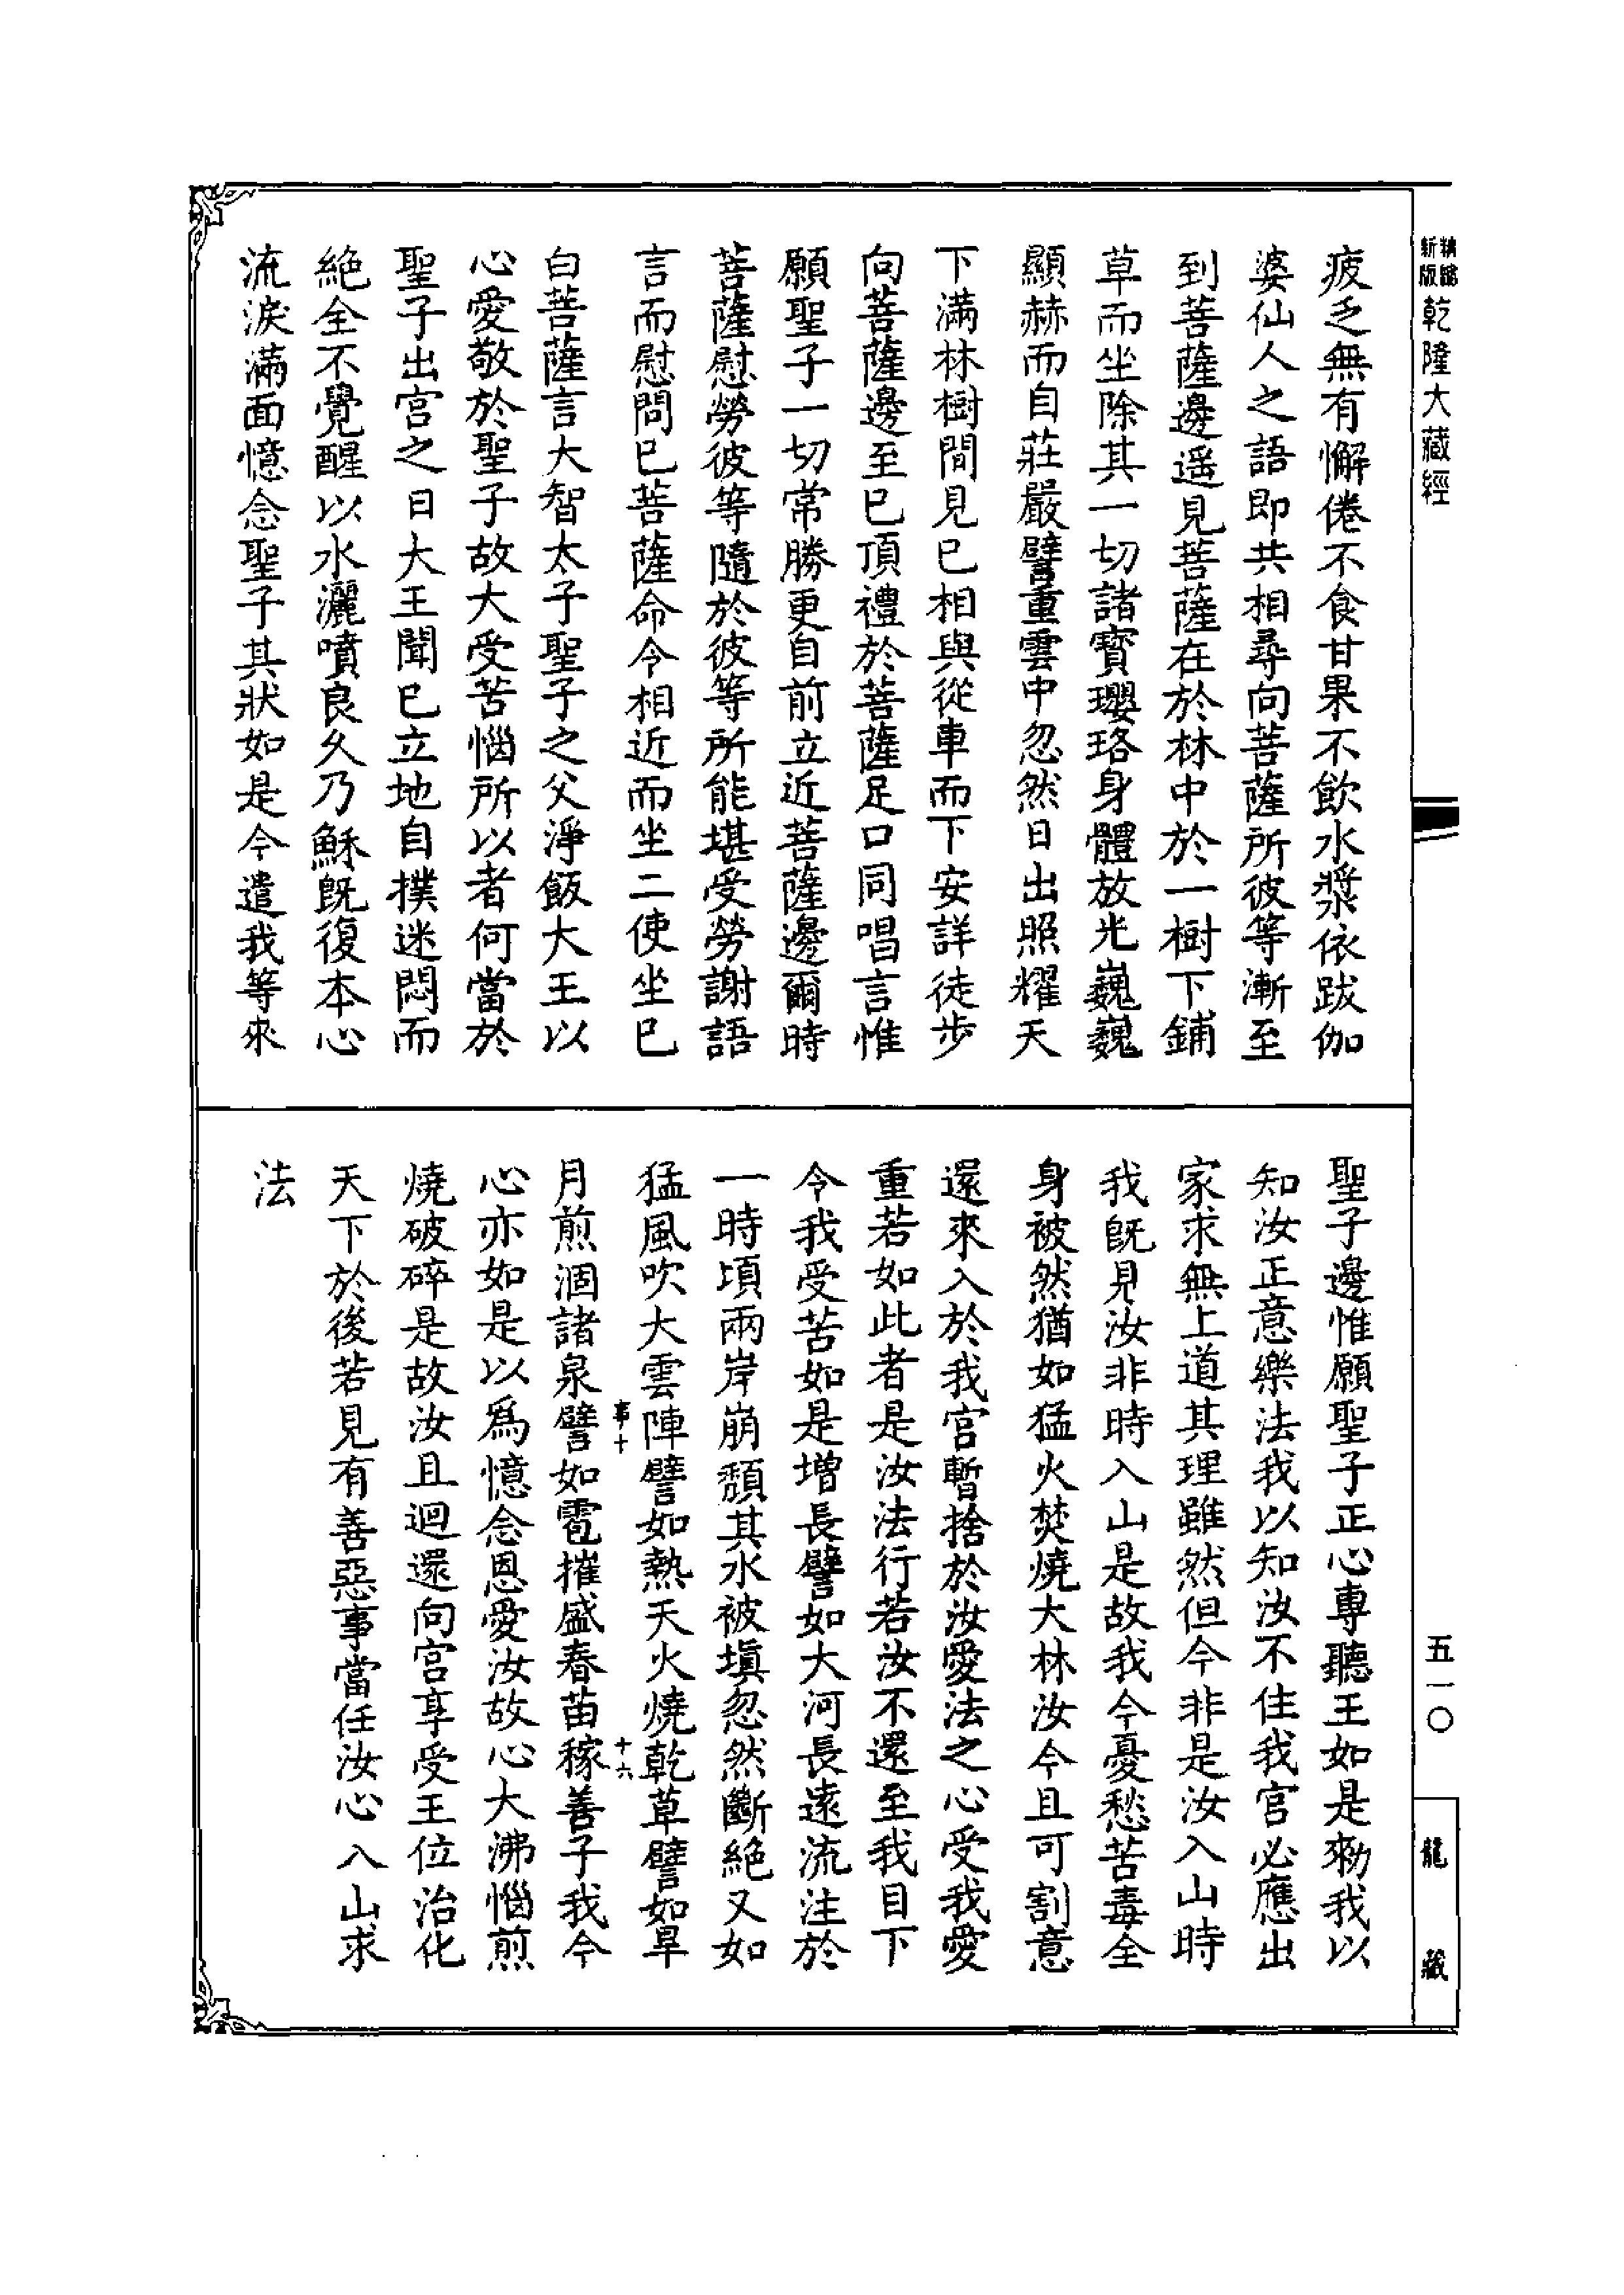 新版
精縮
乾隆大藏經
五一〇
龍藏
疲乏無有懈倦不食甘果不飲水漿依跋伽
婆仙人之語即共相尋向菩薩所彼等漸至
到菩薩邊遥見菩薩在於林中於一樹下鋪
草而坐除其一切諸寶瓔珞身體放光巍巍
顯赫而自莊嚴譬重雲中忽然日出照耀天
下滿林樹間見已相與從車而下安詳徒步
向菩薩邊至已已頂禮於菩薩足口同唱言惟
願聖子一切常勝更自前立近菩薩邊爾時
菩薩慰勞彼等隨於彼等所能堪受勞謝語
言而慰問已菩薩命令相近而坐二使坐已
白菩薩言大智太子聖子之父淨飯大王以
心愛敬於聖子故大受苦惱所以者何當於
聖子出宫之日大王聞已立地自撲迷悶而
絶全不覺醒以水灑噴良久乃穌既復本心
流淚滿面憶念聖子其狀如是今遣我等來
聖子邊惟願聖子正心專聽王如是勑我以
知汝正意樂法我以知汝不住我宫必應出
家求無上道其理雖然但今非是汝入山時
我既見汝非時入山是故我今憂愁苦毒全
身被然猶如猛火焚燒大林汝今且可割意
還來入於我宫暫捨於汝愛法之心受我愛
重若如此者是汝法行若汝不還至我目下
令我受苦如是增長譬如大河長遠流注於
一時頃兩岸崩頹其水被塡忽然斷絶又如
猛風吹大雲陣譬如熱天火燒乾草譬如旱
事十
十六
月煎涸諸泉譬如雹摧盛春苗稼善子我今
心亦如是以爲憶念恩愛汝故心大沸惱煎
燒破碎是故汝且迴還向宫享受王位治化
天下於後若見有善惡事當任汝心入山求
法